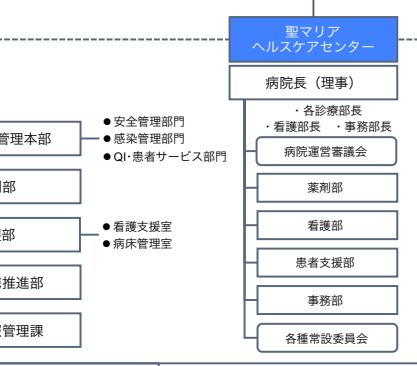 聖マリア
ヘルスケアセンター
病院長（理事）
・各診療部長
・看護部長　・事務部長
病院運営審議会
薬剤部
看護部
患者支援部
事務部
各種常設委員会
管理本部
●安全管理部門
●感染管理部門
●QI･患者サービス部門
部
部
●看護支援室
●病床管理室
推進部
管理課